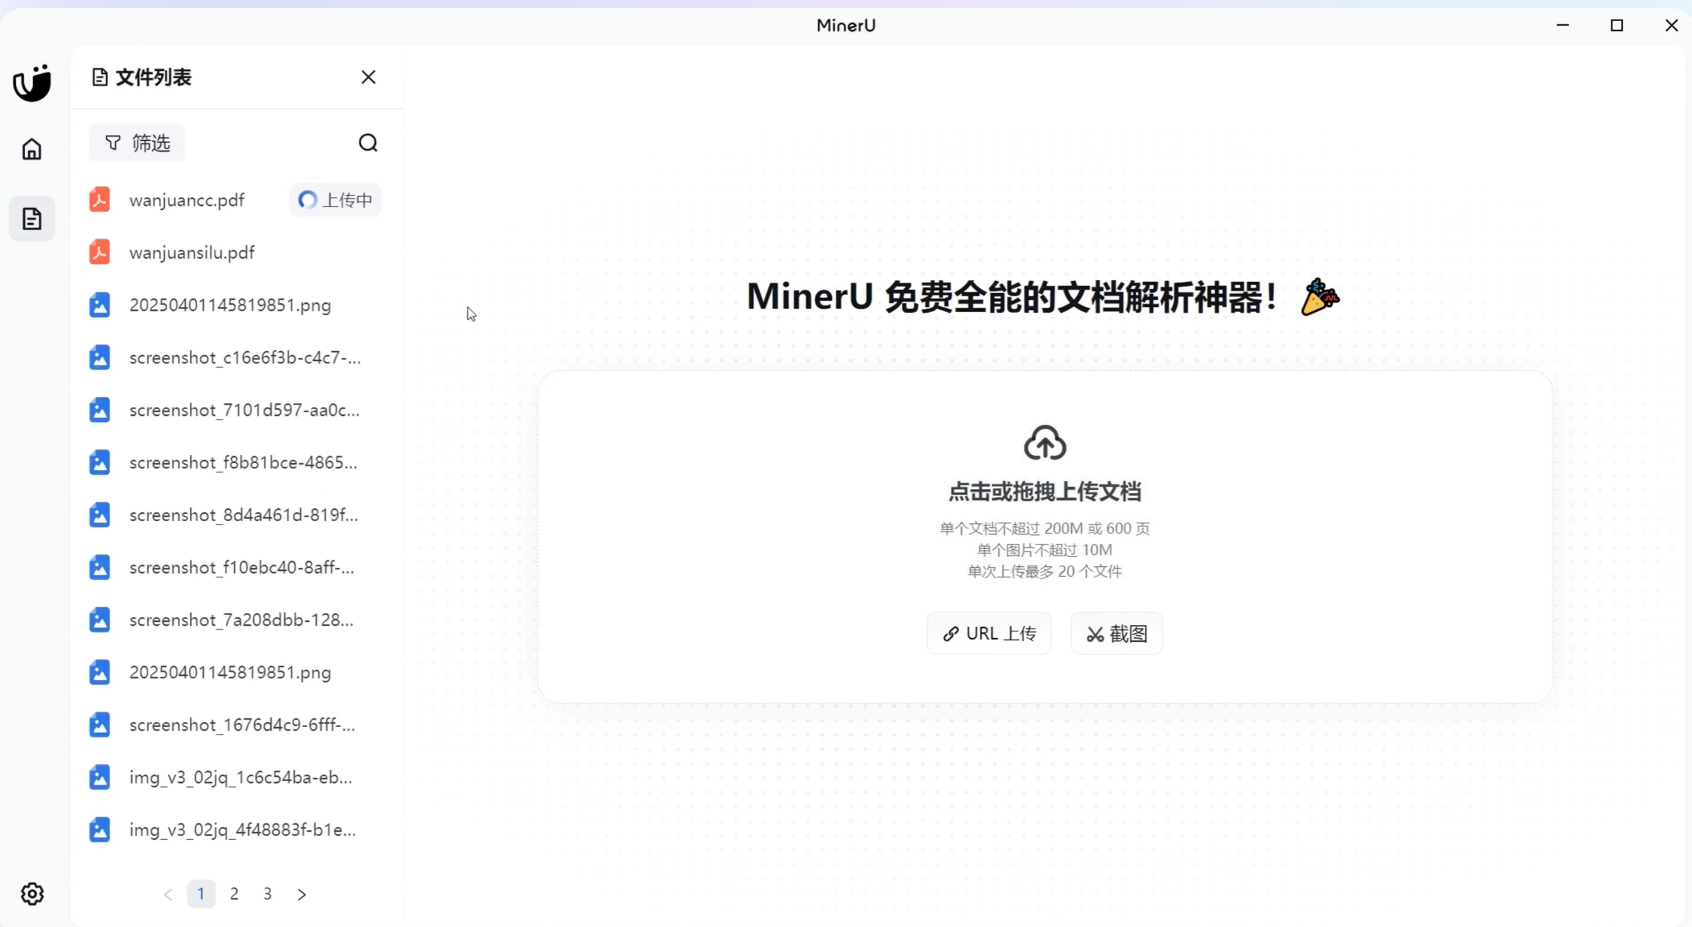 MinerU
文件列表
筛选
wanjuancc.pdf
上传中
wanjuansilu.pdf
20250401145819851.png
screenshot_c16e6f3b-c4c7-...
screenshot_7101d597-aa0c...
screenshot_f8b81bce-4865...
screenshot_8d4a461d-819f...
screenshot_f10ebc40-8aff-...
screenshot_7a208dbb-128...
20250401145819851.png
screenshot_1676d4c9-6fff-...
img_v3_02jq_1c6c54ba-eb...
img_v3_02jq_4f48883f-b1e...
1 2 3
MinerU 免费全能的文档解析神器！
点击或拖拽上传文档
单个文档不超过 200M 或 600 页
单个图片不超过 10M
单次上传最多 20 个文件
URL 上传
截图